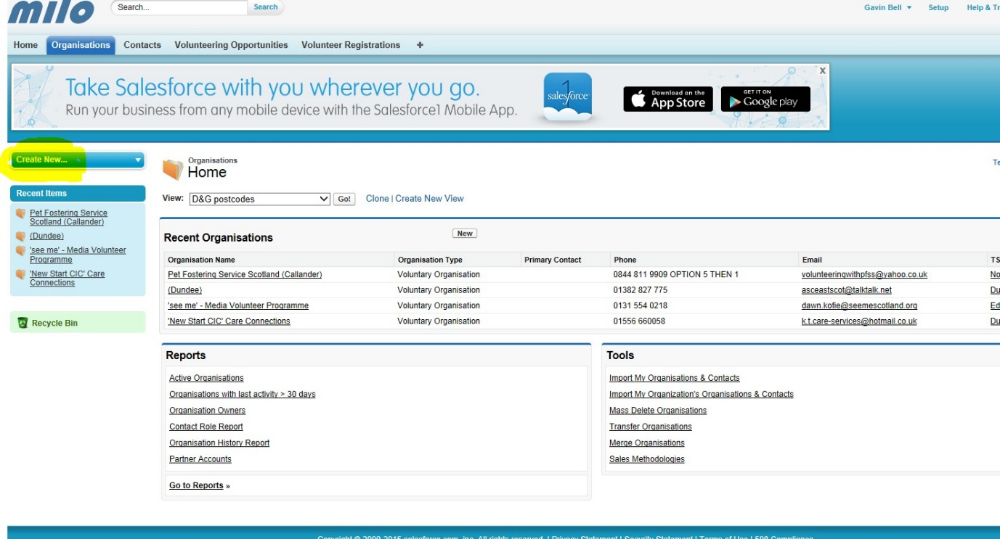 milo
Search...
Search
Gavin Bell
Setup
Help & Tr
Home Organisations Contacts Volunteering Opportunities Volunteer Registrations +
Take Salesforce with you wherever you go.
Run your business from any mobile device with the Salesforce1 Mobile App.
1
salesforce
Download on the
App Store
GET IT ON
Google play
X
Create New...
Organisations
Home
Te
Recent Items
Pet Fostering Service
Scotland (Callander)
(Dundee)
'see me' - Media Volunteer
Programme
'New Start CIC' Care
Connections
Recycle Bin
View: D&G postcodes Go! Clone | Create New View
Recent Organisations New
Organisation Name Organisation Type Primary Contact Phone Email TS
Pet Fostering Service Scotland (Callander) Voluntary Organisation 0844 811 9909 OPTION 5 THEN 1 volunteeringwithpfss@yahoo.co.uk No
(Dundee) Voluntary Organisation 01382 827 775 asceastscot@talktalk.net Du
'see me' - Media Volunteer Programme Voluntary Organisation 0131 554 0218 dawn.kofie@seemescotland.org Ed
'New Start CIC' Care Connections Voluntary Organisation 01556 660058 k.t.care-services@hotmail.co.uk Du
Reports
Active Organisations
Organisations with last activity > 30 days
Organisation Owners
Contact Role Report
Organisation History Report
Partner Accounts
Go to Reports »
Tools
Import My Organisations & Contacts
Import My Organization's Organisations & Contacts
Mass Delete Organisations
Transfer Organisations
Merge Organisations
Sales Methodologies
Copyright © 2000-2015 salesforce.com, inc. All rights reserved. | Privacy Statement | Security Statement | Terms of Use | 508 Compliance